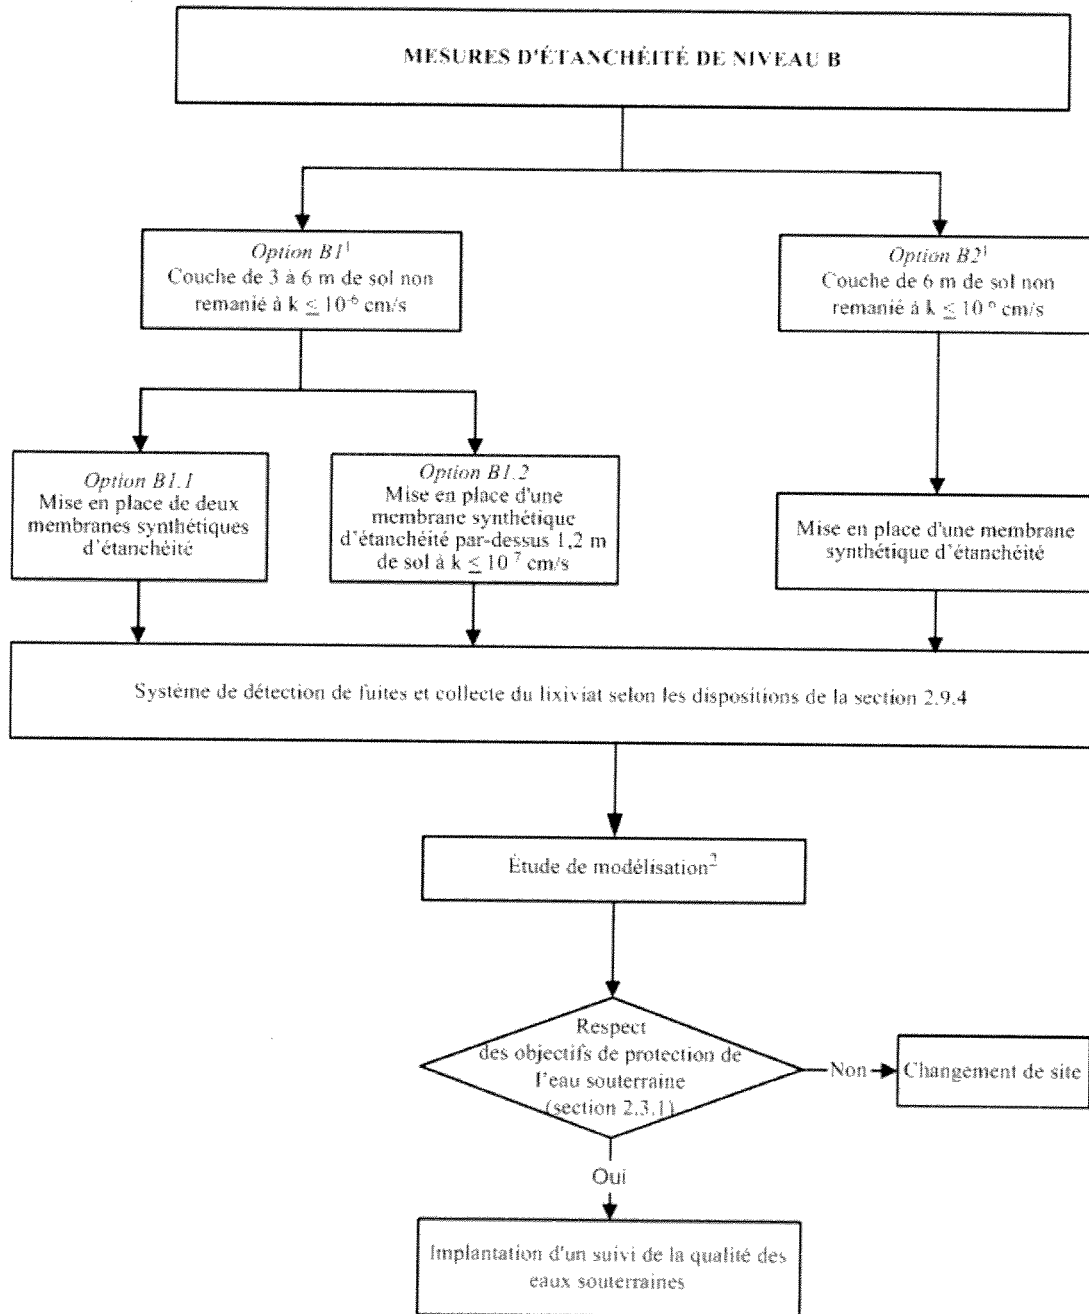 MESURES D'ÉTANCHÉITÉ DE NIVEAU B
Option B1¹
Couche de 3 à 6 m de sol non
remanié à k ≤ 10⁻⁶ cm/s
Option B2¹
Couche de 6 m de sol non
remanié à k ≤ 10⁻⁶ cm/s
Option B1.1
Mise en place de deux
membranes synthétiques
d'étanchéité
Option B1.2
Mise en place d'une
membrane synthétique
d'étanchéité par-dessus 1,2 m
de sol à k ≤ 10⁻⁷ cm/s
Mise en place d'une membrane
synthétique d'étanchéité
Système de détection de fuites et collecte du lixiviat selon les dispositions de la section 2.9.4
Étude de modélisation²
Respect
des objectifs de protection de
l'eau souterraine
(section 2.3.1)
Non
Changement de site
Oui
Implantation d'un suivi de la qualité des
eaux souterraines